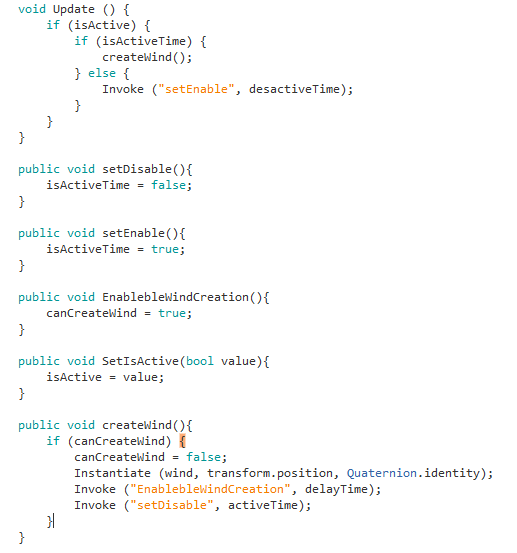 void Update () {
if (isActive) {
if (isActiveTime) {
createWind();
} else {
Invoke ("setEnable", desactiveTime);
}
}
}
public void setDisable(){
isActiveTime = false;
}
public void setEnable(){
isActiveTime = true;
}
public void EnablebleWindCreation(){
canCreateWind = true;
}
public void SetIsActive(bool value){
isActive = value;
}
public void createWind(){
if (canCreateWind) {
canCreateWind = false;
Instantiate (wind, transform.position, Quaternion.identity);
Invoke ("EnablebleWindCreation", delayTime);
Invoke ("setDisable", activeTime);
}
}